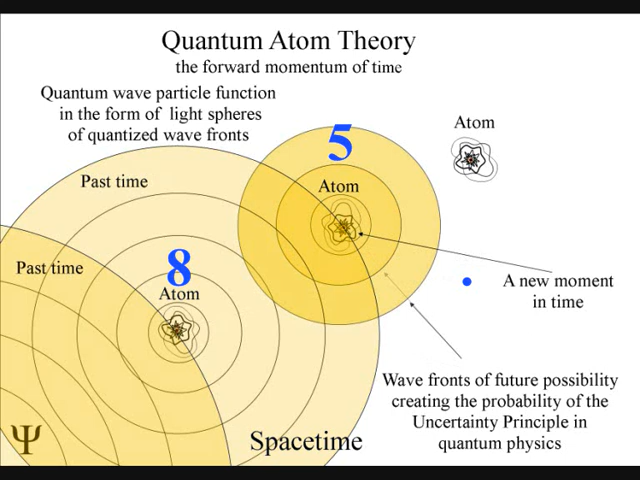 Quantum Atom Theory
the forward momentum of time
Quantum wave particle function
in the form of light spheres
of quantized wave fronts
5
Atom
Past time
Atom
8
Past time
Atom
A new moment
in time
Wave fronts of future possibility
creating the probability of the
Uncertainty Principle in
quantum physics
Ψ
Spacetime